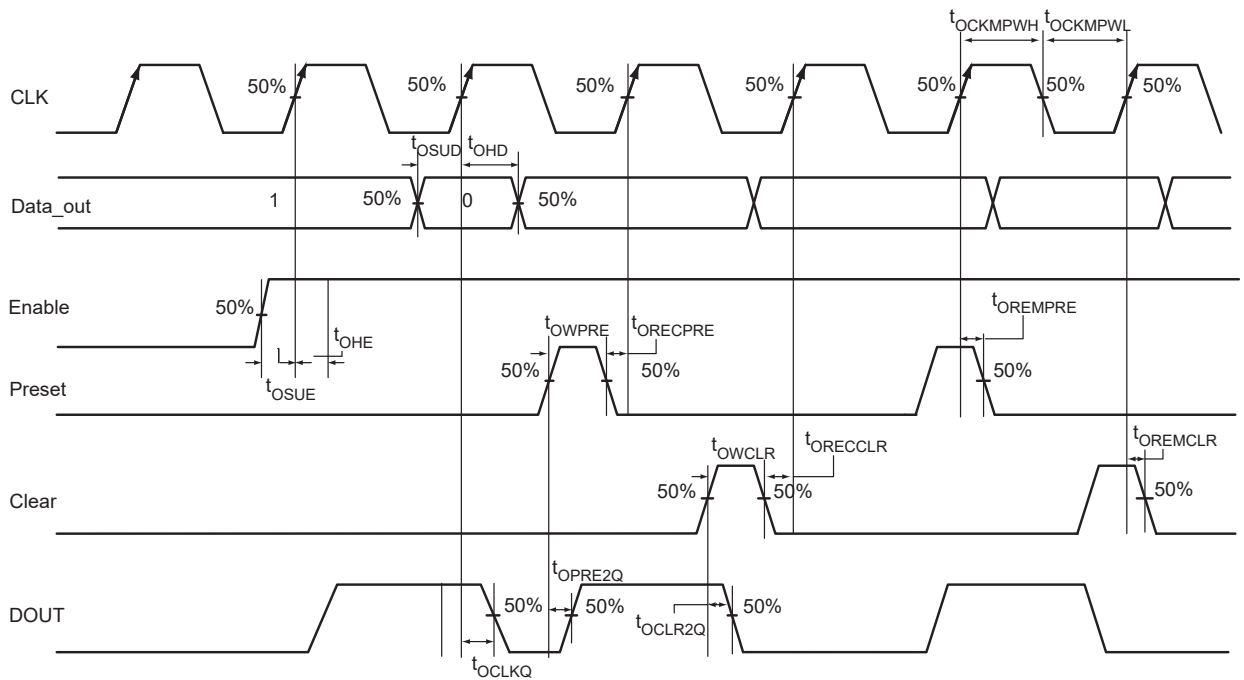 tOCKMPWH tOCKMPWL
CLK 50% 50% 50% 50% 50% 50% 50%
tOSUD tOHD
Data_out 1 50% 0 50%
Enable 50%
tOHE tOWPRE tORECPRE tOREMPRE
Preset tOSUE 50% 50% 50%
tOWCLR tORECCLR tOREMCLR
Clear 50% 50% 50%
tOPRE2Q
DOUT 50% 50% tOCLR2Q 50%
tOCLKQ